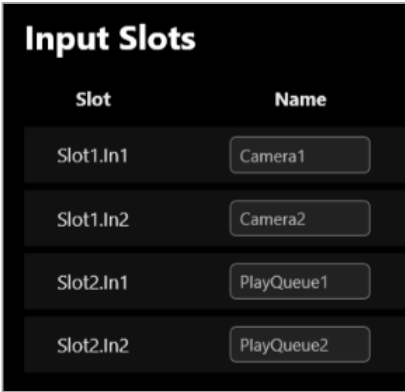 Input Slots
Slot Name
Slot1.In1 Camera1
Slot1.In2 Camera2
Slot2.In1 PlayQueue1
Slot2.In2 PlayQueue2